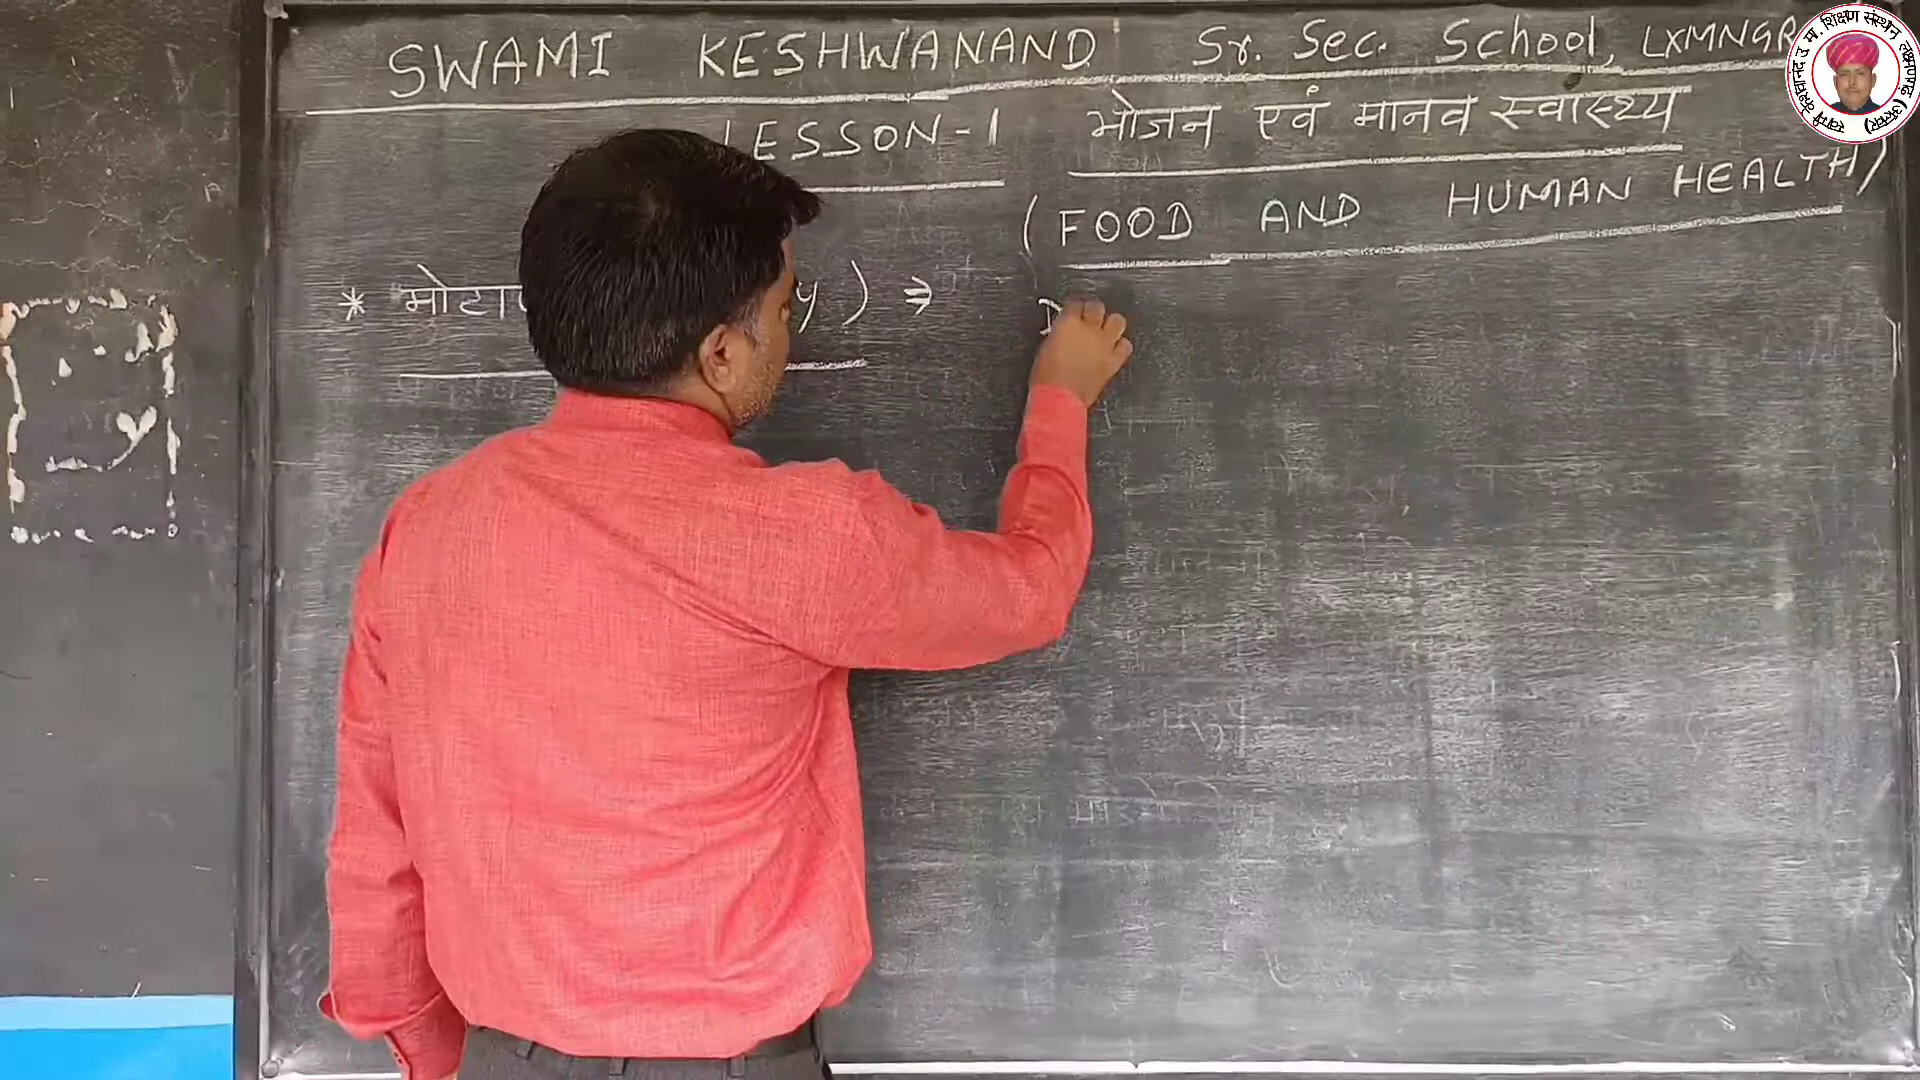 SWAMI KESHWANAND Sr. Sec. School, LXMNGR
LESSON-1 भोजन एवं मानव स्वास्थ्य
(FOOD AND HUMAN HEALTH)
* ) ⇒ D